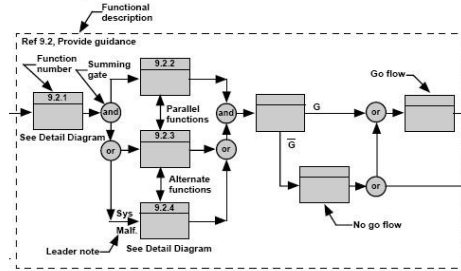 Functional
description
Ref 9.2, Provide guidance
Function
number
Summing
gate
9.2.2
Go flow
9.2.1
and
Parallel
functions
and
G
or
See Detail Diagram
9.2.3
G
or
or
Alternate
functions
or
Sys
Malf.
9.2.4
No go flow
Leader note
See Detail Diagram